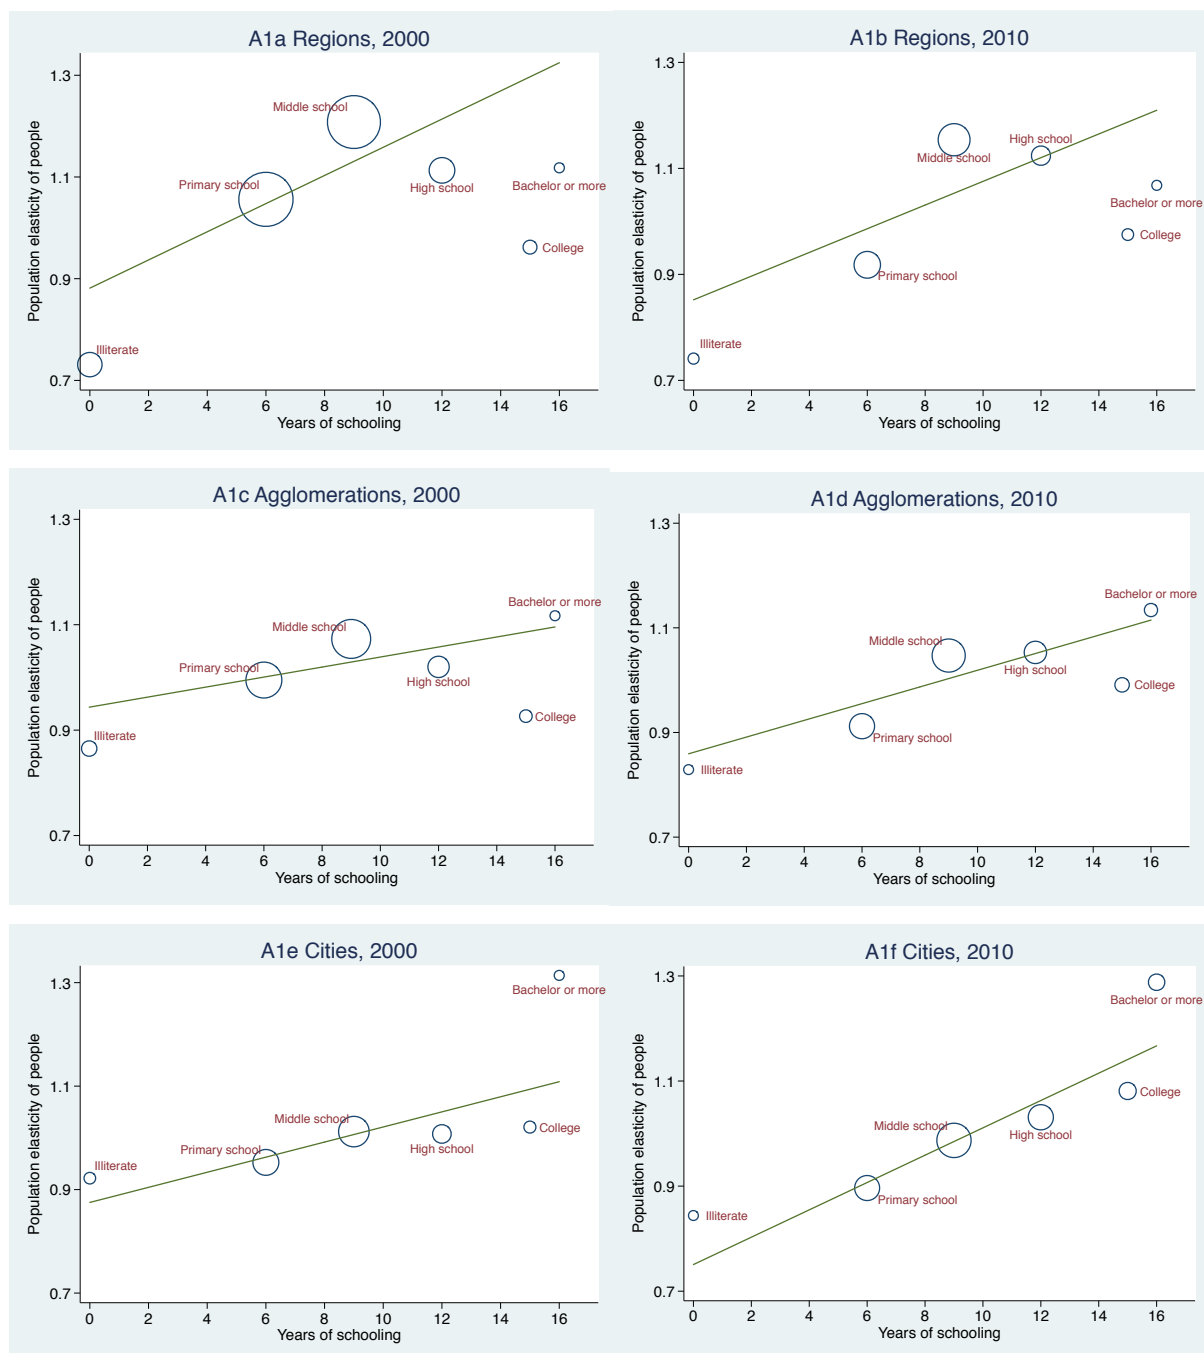 A1a Regions, 2000
Population elasticity of people
1.3
1.1
0.9
0.7
Middle school
Primary school
High school
Bachelor or more
College
Illiterate
0 2 4 6 8 10 12 14 16
Years of schooling
A1b Regions, 2010
Population elasticity of people
1.3
1.1
0.9
0.7
High school
Middle school
Bachelor or more
College
Primary school
Illiterate
0 2 4 6 8 10 12 14 16
Years of schooling
A1c Agglomerations, 2000
Population elasticity of people
1.3
1.1
0.9
0.7
Bachelor or more
Middle school
Primary school
High school
College
Illiterate
0 2 4 6 8 10 12 14 16
Years of schooling
A1d Agglomerations, 2010
Population elasticity of people
1.3
1.1
0.9
0.7
Bachelor or more
Middle school
High school
College
Primary school
Illiterate
0 2 4 6 8 10 12 14 16
Years of schooling
A1e Cities, 2000
Population elasticity of people
1.3
1.1
0.9
0.7
Bachelor or more
Middle school
College
Primary school
High school
Illiterate
0 2 4 6 8 10 12 14 16
Years of schooling
A1f Cities, 2010
Population elasticity of people
1.3
1.1
0.9
0.7
Bachelor or more
College
Middle school
High school
Primary school
Illiterate
0 2 4 6 8 10 12 14 16
Years of schooling